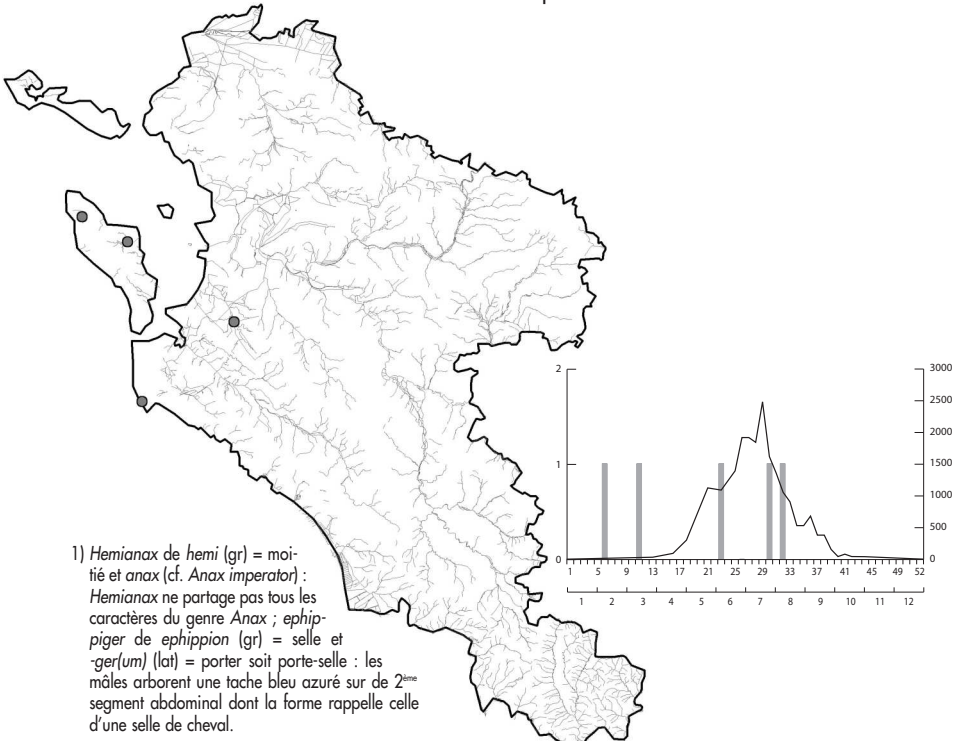 1) Hemianax de hemi (gr) = moi-
tié et anax (cf. Anax imperator) :
Hemianax ne partage pas tous les
caractères du genre Anax ; ephip-
piger de ephippion (gr) = selle et
-ger(um) (lat) = porter soit porte-selle : les
mâles arborent une tache bleu azuré sur de 2ème
segment abdominal dont la forme rappelle celle
d'une selle de cheval.
2
1
0
3000
2500
2000
1500
1000
500
0
1 5 9 13 17 21 25 29 33 37 41 45 49 52
1 2 3 4 5 6 7 8 9 10 11 12